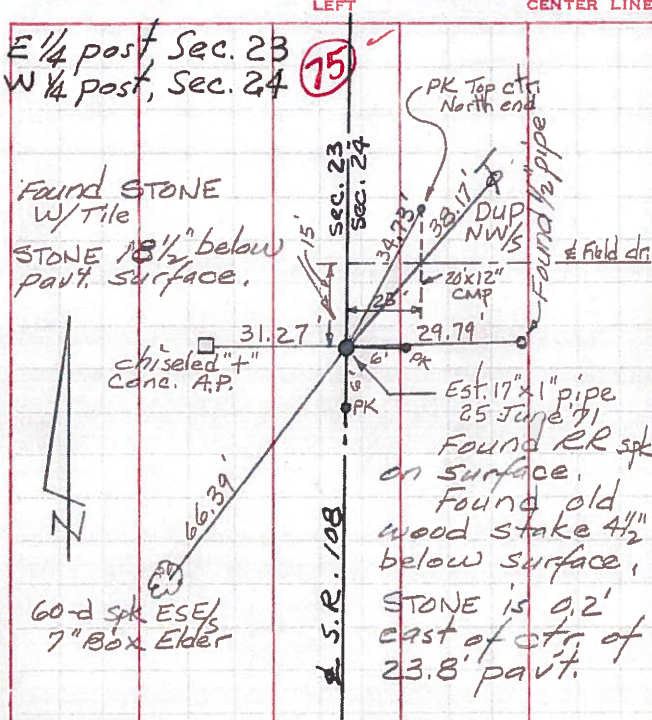 LEFT
CENTER LINE
E 1/4 post, Sec. 23
W 1/4 post, Sec. 24
75
PK Top ctr.
North end
Sec. 23
Sec. 24
Found 1/2" pipe
Found STONE
W/Tile
STONE 18 1/2" below
pav't. surface.
15'
34.73'
38.17'
DUP
NW/S
℄ Field dr.
23'
20'x12"
CMP
31.27'
29.79'
6'
PK
chiseled "+"
Conc. A.P.
6'
PK
Est. 17"x1" pipe
25 June '71
Found RR spk
on surface.
Found old
wood stake 4 1/2"
below surface.
STONE is 0.2'
east of ctr. of
23.8' pav't.
66.39'
N
℄ S.R. 108
60-d spk ESE/S
7" Box Elder